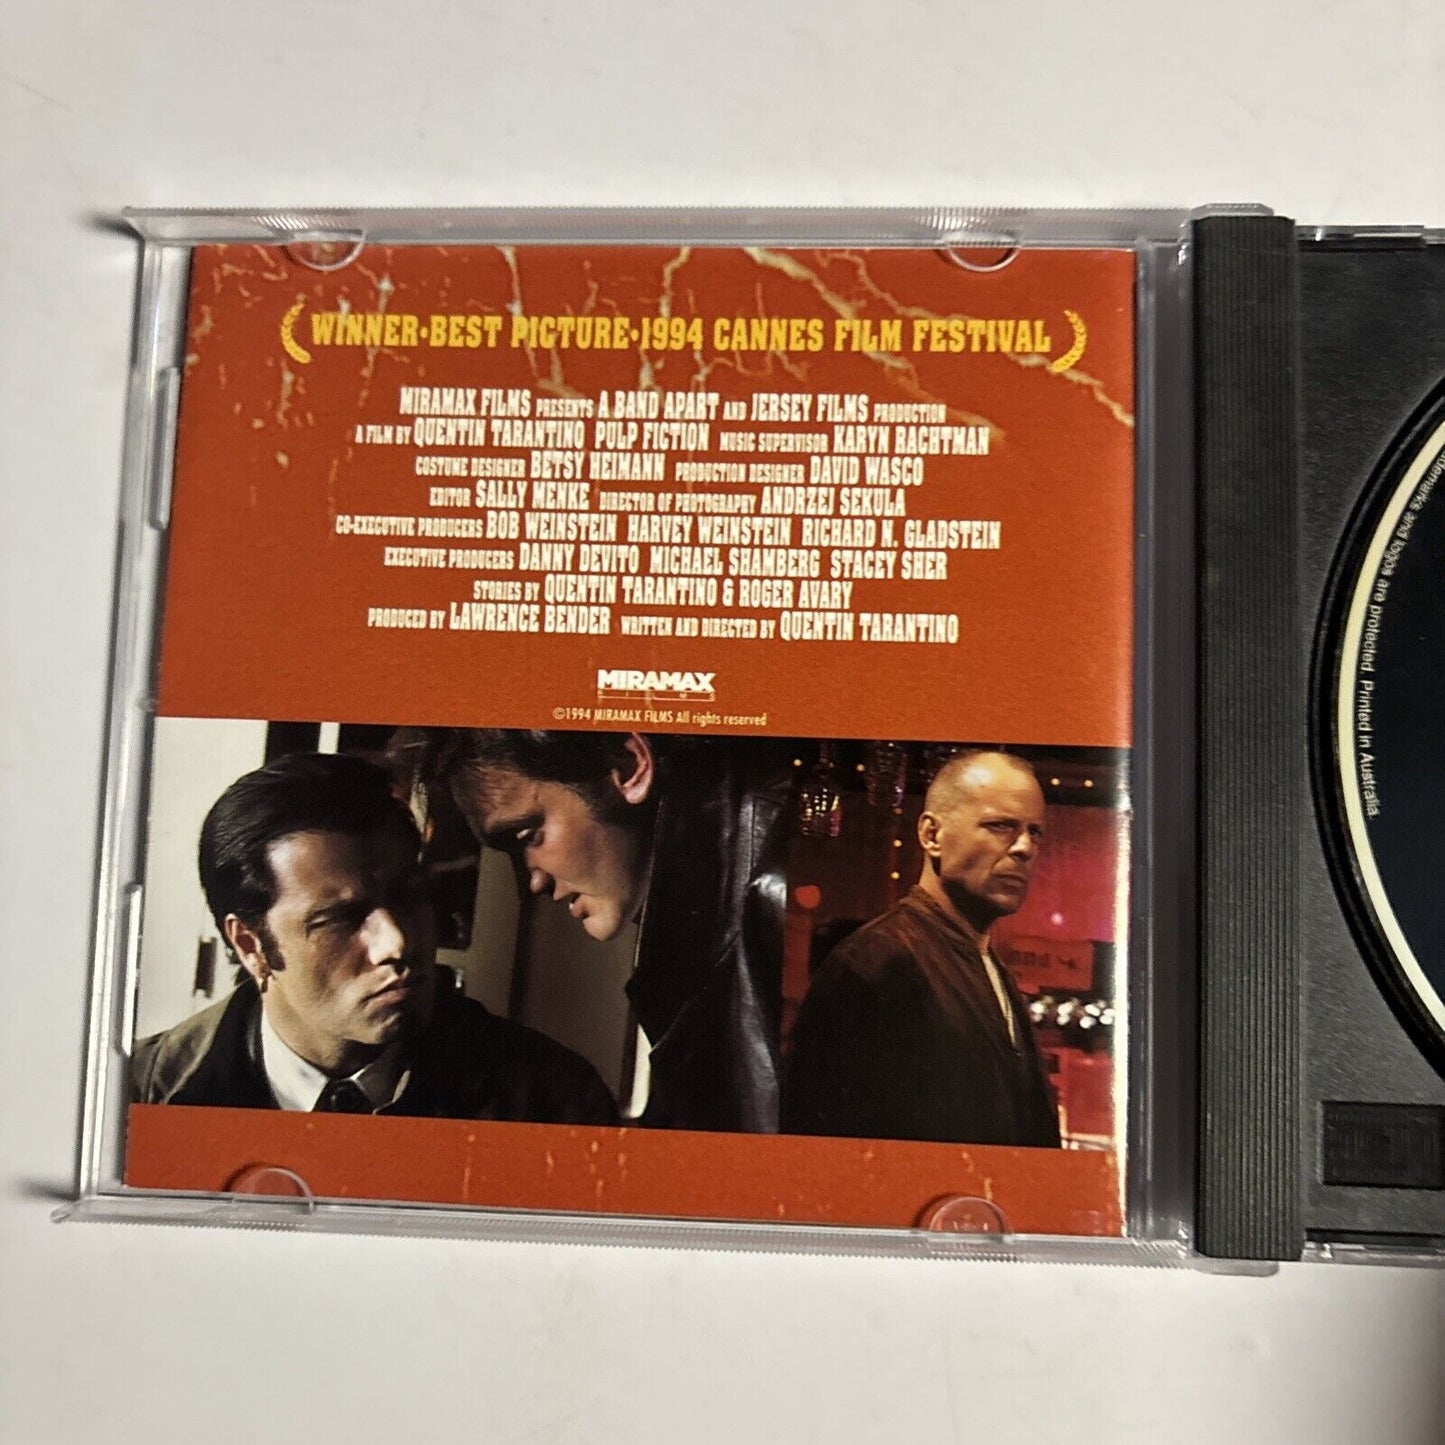 WINNER•BEST PICTURE•1994 CANNES FILM FESTIVAL
MIRAMAX FILMS PRESENTS A BAND APART AND JERSEY FILMS PRODUCTION
A FILM BY QUENTIN TARANTINO PULP FICTION MUSIC SUPERVISOR KARYN RACHTMAN
COSTUME DESIGNER BETSY HEIMANN PRODUCTION DESIGNER DAVID WASCO
EDITOR SALLY MENKE DIRECTOR OF PHOTOGRAPHY ANDRZEJ SEKULA
CO-EXECUTIVE PRODUCERS BOB WEINSTEIN HARVEY WEINSTEIN RICHARD N. GLADSTEIN
EXECUTIVE PRODUCERS DANNY DEVITO MICHAEL SHAMBERG STACEY SHER
STORIES BY QUENTIN TARANTINO & ROGER AVARY
PRODUCED BY LAWRENCE BENDER WRITTEN AND DIRECTED BY QUENTIN TARANTINO
MIRAMAX
FILMS
©1994 MIRAMAX FILMS All rights reserved
and logos are protected. Printed in Australia.